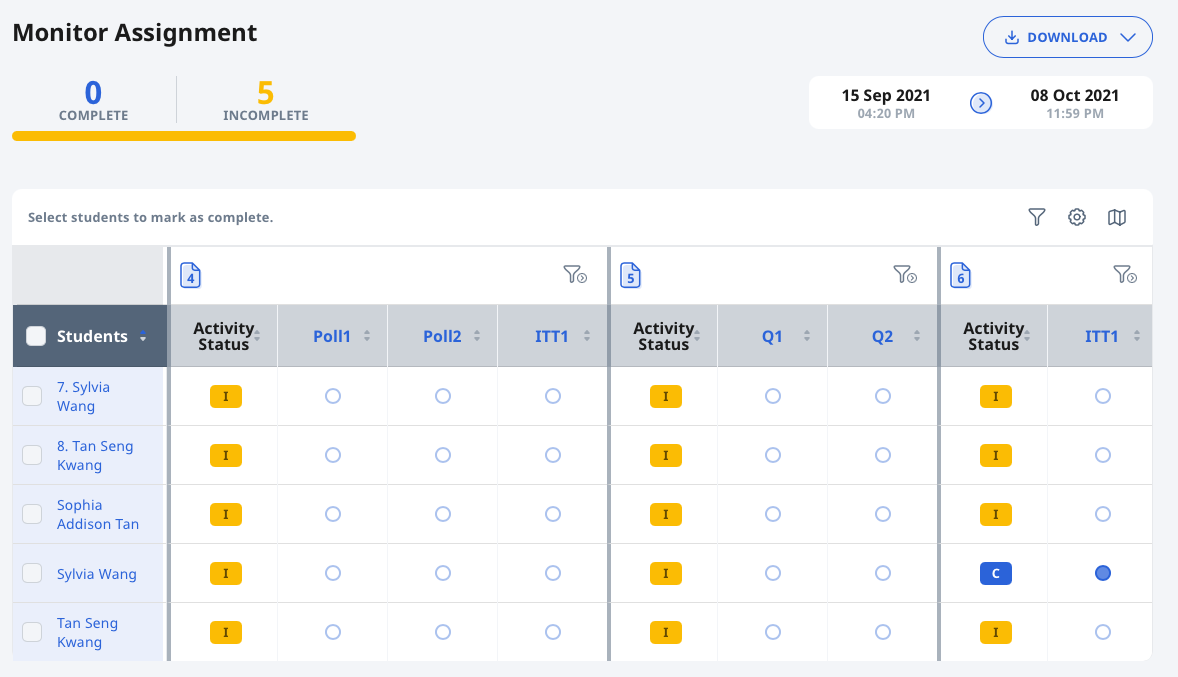 Monitor Assignment
DOWNLOAD
0
COMPLETE
5
INCOMPLETE
15 Sep 2021
04:20 PM
08 Oct 2021
11:59 PM
Select students to mark as complete.
4
5
6
Students
Activity
Status
Poll1
Poll2
ITT1
Activity
Status
Q1
Q2
Activity
Status
ITT1
7. Sylvia
Wang
I
I
I
8. Tan Seng
Kwang
I
I
I
Sophia
Addison Tan
I
I
I
Sylvia Wang
I
I
C
Tan Seng
Kwang
I
I
I